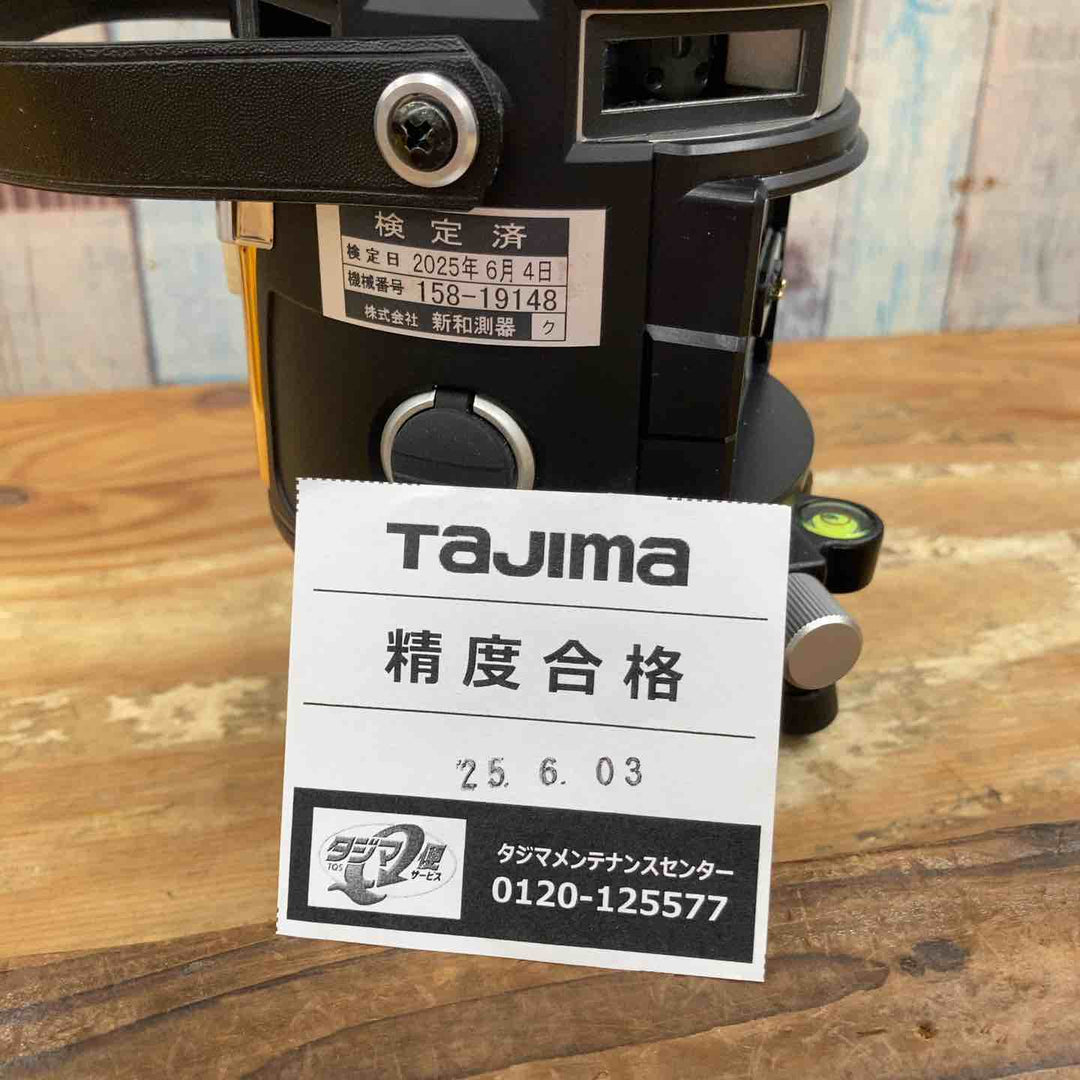 検定済
検定日 2025年6月4日
機械番号 158-19148
株式会社 新和測器 ク
TaJIma
精度合格
'25. 6. 03
タジマ便
TQS サービス
タジマメンテナンスセンター
0120-125577